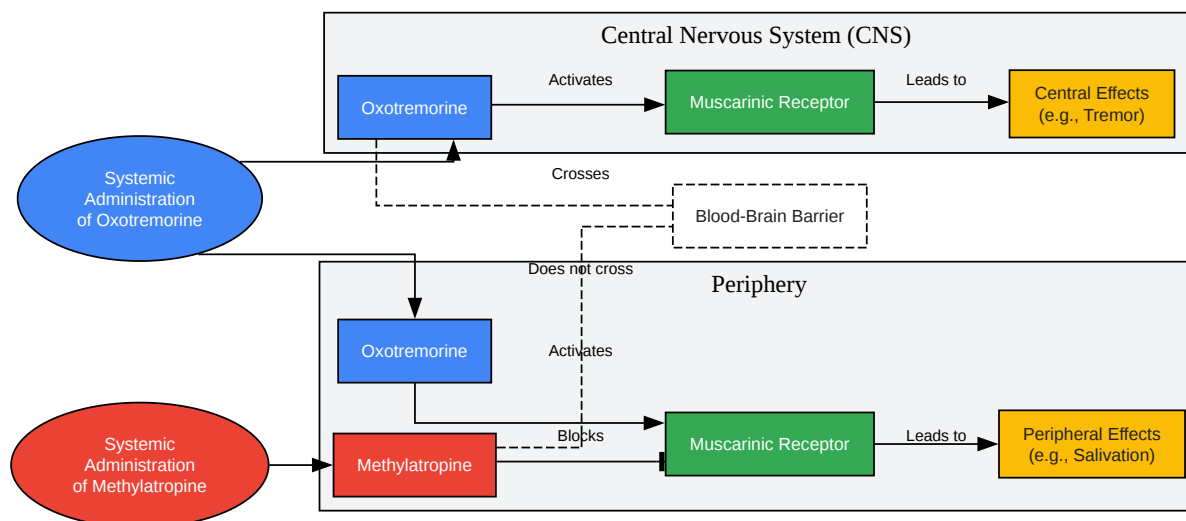 Central Nervous System (CNS)
Oxotremorine
Activates
Muscarinic Receptor
Leads to
Central Effects
(e.g., Tremor)
Systemic
Administration
of Oxotremorine
Crosses
Blood-Brain Barrier
Does not cross
Periphery
Oxotremorine
Activates
Systemic
Administration
of Methylatropine
Methylatropine
Blocks
Muscarinic Receptor
Leads to
Peripheral Effects
(e.g., Salivation)